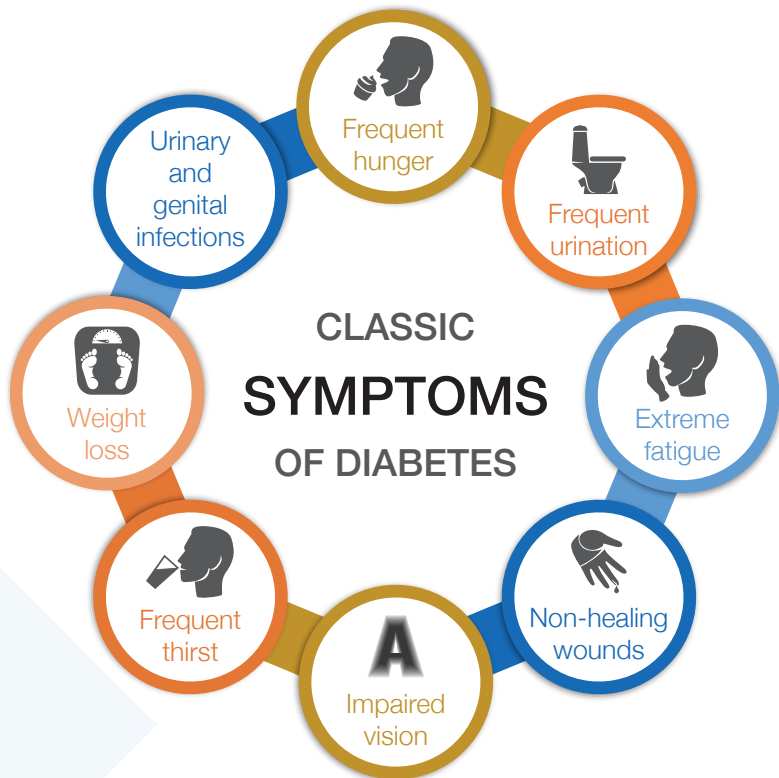 CLASSIC
SYMPTOMS
OF DIABETES
Frequent
hunger
Frequent
urination
Extreme
fatigue
Non-healing
wounds
A
Impaired
vision
Frequent
thirst
Weight
loss
Urinary
and
genital
infections